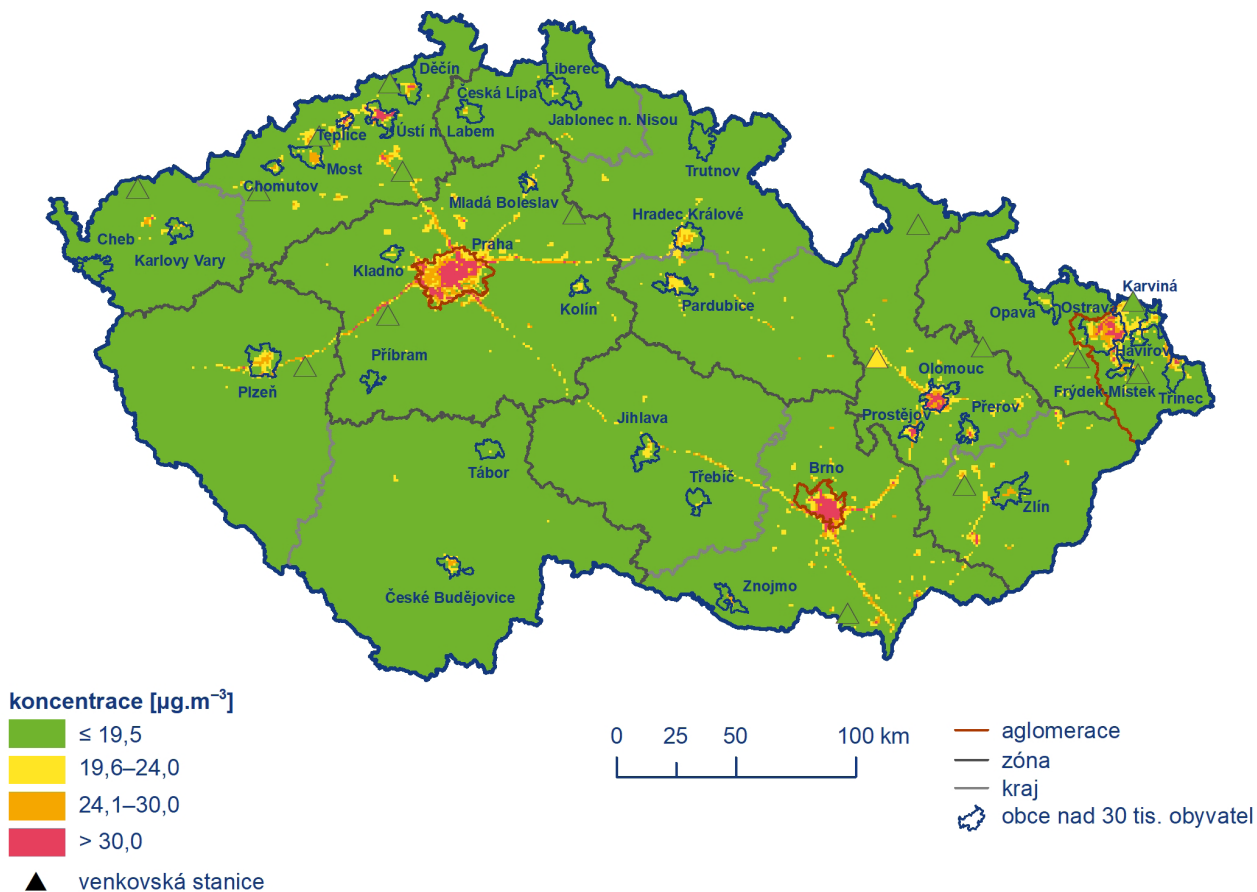 Děčín
Liberec
Česká Lípa
Jablonec n. Nisou
Teplice
Ústí n. Labem
Most
Chomutov
Trutnov
Mladá Boleslav
Hradec Králové
Cheb
Karlovy Vary
Praha
Kladno
Kolín
Pardubice
Karviná
Opava
Ostrava
Havířov
Příbram
Plzeň
Olomouc
Frýdek-Místek
Třinec
Prostějov
Přerov
Jihlava
Tábor
Třebíč
Brno
Zlín
České Budějovice
Znojmo
koncentrace [µg.m⁻³]
≤ 19,5
19,6–24,0
24,1–30,0
> 30,0
venkovská stanice
0 25 50 100 km
aglomerace
zóna
kraj
obce nad 30 tis. obyvatel